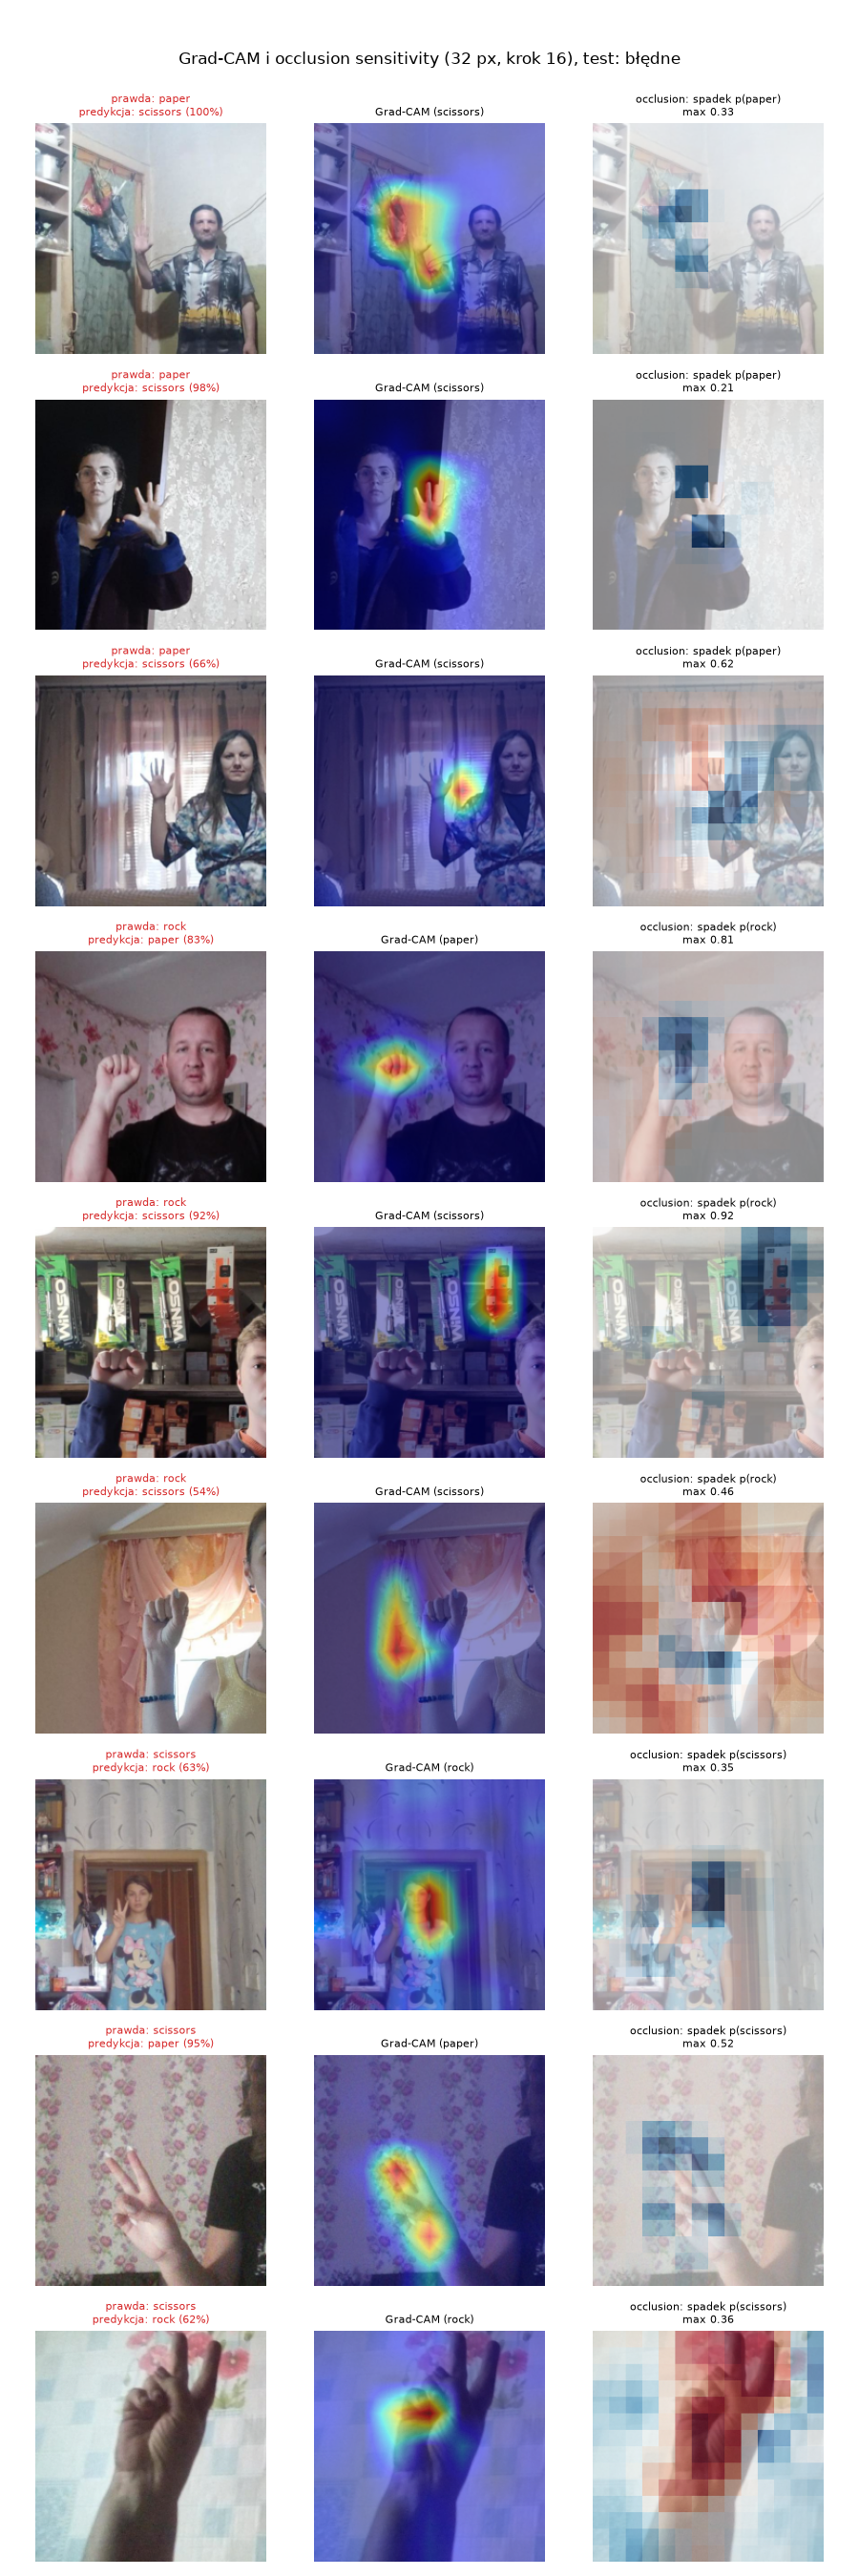 Grad-CAM i occlusion sensitivity (32 px, krok 16), test: błędne
prawda: paper
predykcja: scissors (100%)
Grad-CAM (scissors)
occlusion: spadek p(paper)
max 0.33
prawda: paper
predykcja: scissors (98%)
Grad-CAM (scissors)
occlusion: spadek p(paper)
max 0.21
prawda: paper
predykcja: scissors (66%)
Grad-CAM (scissors)
occlusion: spadek p(paper)
max 0.62
prawda: rock
predykcja: paper (83%)
Grad-CAM (paper)
occlusion: spadek p(rock)
max 0.81
prawda: rock
predykcja: scissors (92%)
Grad-CAM (scissors)
occlusion: spadek p(rock)
max 0.92
WINSO
WINSO
WINSO
WINSO
WINSO
WINSO
prawda: rock
predykcja: scissors (54%)
Grad-CAM (scissors)
occlusion: spadek p(rock)
max 0.46
prawda: scissors
predykcja: rock (63%)
Grad-CAM (rock)
occlusion: spadek p(scissors)
max 0.35
prawda: scissors
predykcja: paper (95%)
Grad-CAM (paper)
occlusion: spadek p(scissors)
max 0.52
prawda: scissors
predykcja: rock (62%)
Grad-CAM (rock)
occlusion: spadek p(scissors)
max 0.36